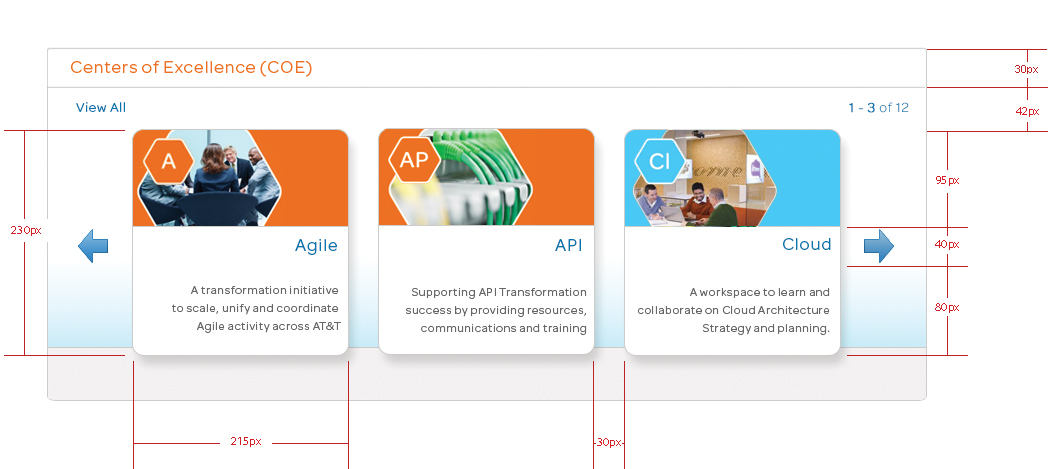 Centers of Excellence (COE)
30px
View All
1 - 3 of 12
42px
A
AP
CI
95px
230px
Agile
API
Cloud
40px
A transformation initiative
to scale, unify and coordinate
Agile activity across AT&T
Supporting API Transformation
success by providing resources,
communications and training
A workspace to learn and
collaborate on Cloud Architecture
Strategy and planning.
80px
215px
30px